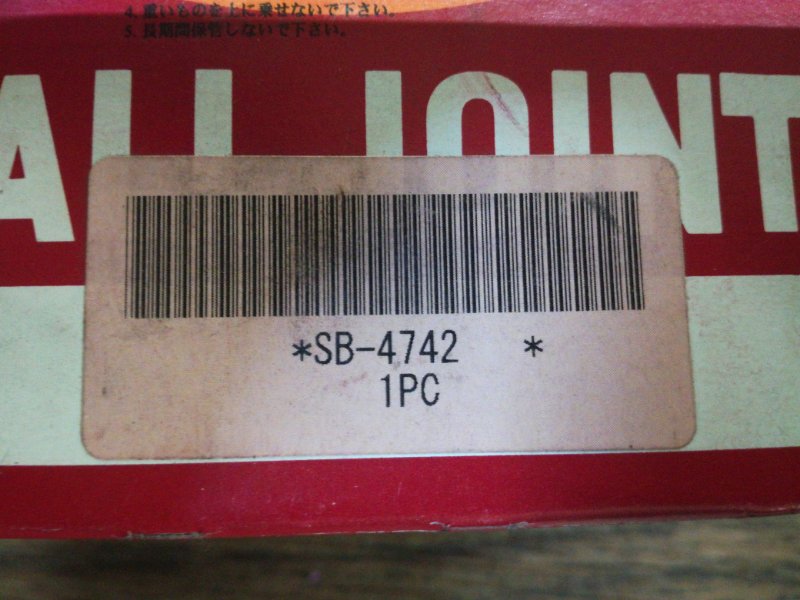 4. 重いものを上に乗せないで下さい。
5. 長期間保管しないで下さい。
ALL JOINT
*SB-4742 *
1PC